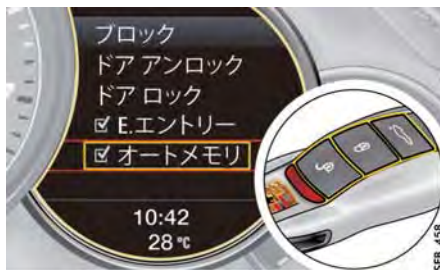 ブロック
ドア アンロック
ドア ロック
☑ E.エントリー
☑ オートメモリ
10:42
28 °C